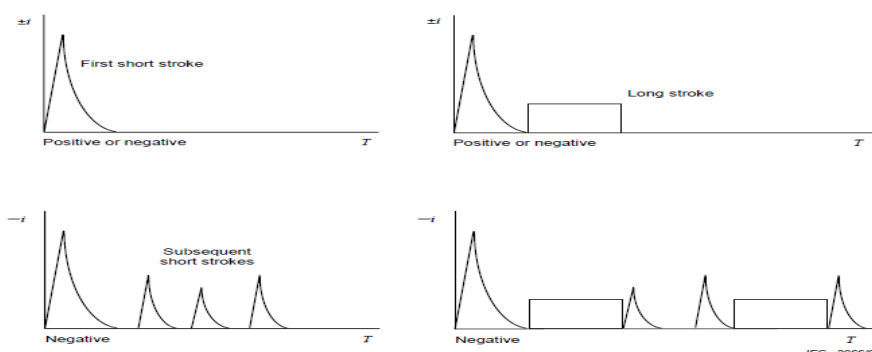 ±i
First short stroke
Positive or negative
T
±i
Long stroke
Positive or negative
T
—i
Subsequent
short strokes
Negative
T
—i
Negative
T